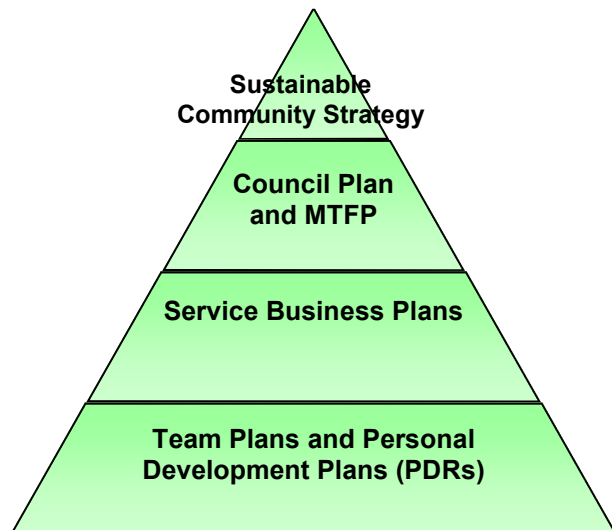 Sustainable
Community Strategy
Council Plan
and MTFP
Service Business Plans
Team Plans and Personal
Development Plans (PDRs)